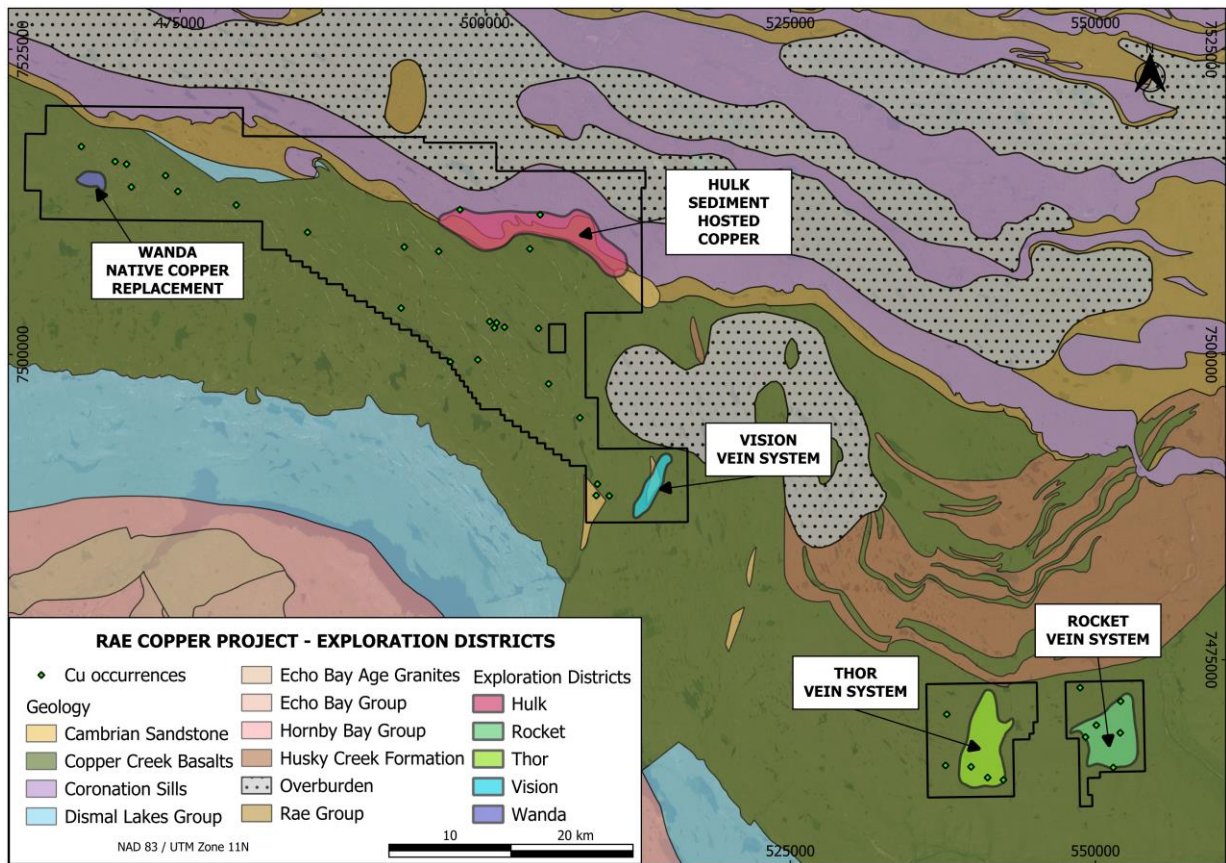 475000
500000
525000
550000
7525000
7525000
N
HULK
SEDIMENT
HOSTED
COPPER
WANDA
NATIVE COPPER
REPLACEMENT
7500000
7500000
VISION
VEIN SYSTEM
ROCKET
VEIN SYSTEM
THOR
VEIN SYSTEM
7475000
RAE COPPER PROJECT - EXPLORATION DISTRICTS
Cu occurrences
Geology
Cambrian Sandstone
Copper Creek Basalts
Coronation Sills
Dismal Lakes Group
Echo Bay Age Granites
Echo Bay Group
Hornby Bay Group
Husky Creek Formation
Overburden
Rae Group
Exploration Districts
Hulk
Rocket
Thor
Vision
Wanda
NAD 83 / UTM Zone 11N
10 20 km
525000
550000